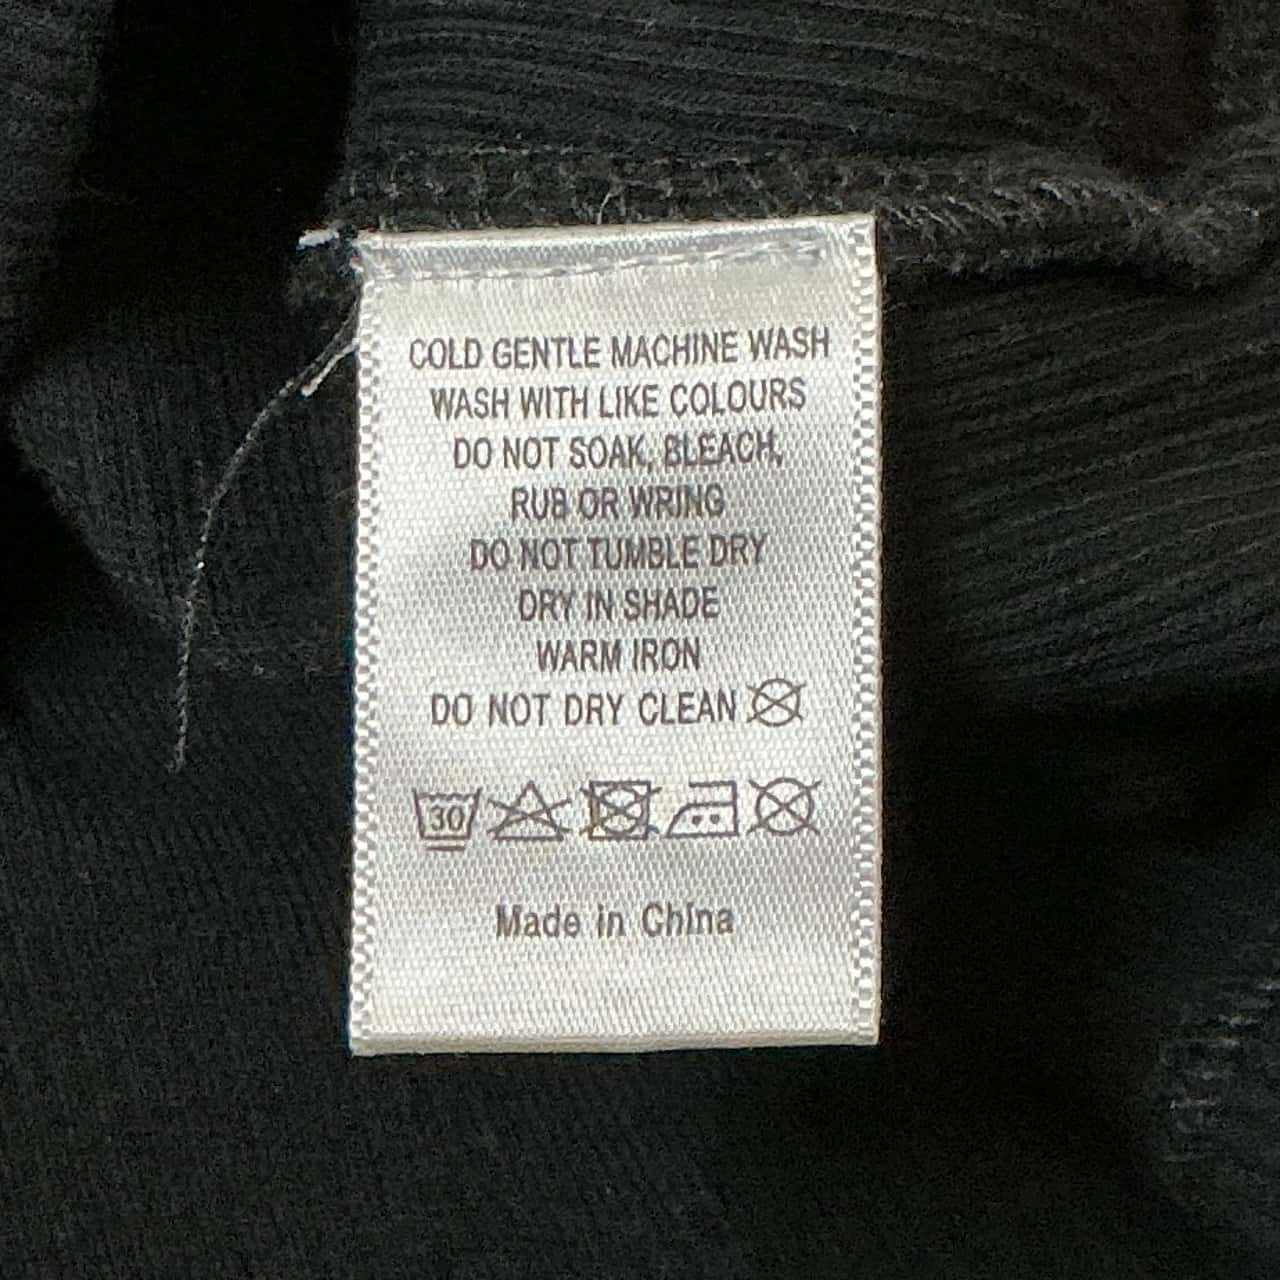 COLD GENTLE MACHINE WASH
WASH WITH LIKE COLOURS
DO NOT SOAK, BLEACH,
RUB OR WRING
DO NOT TUMBLE DRY
DRY IN SHADE
WARM IRON
DO NOT DRY CLEAN
30
Made in China